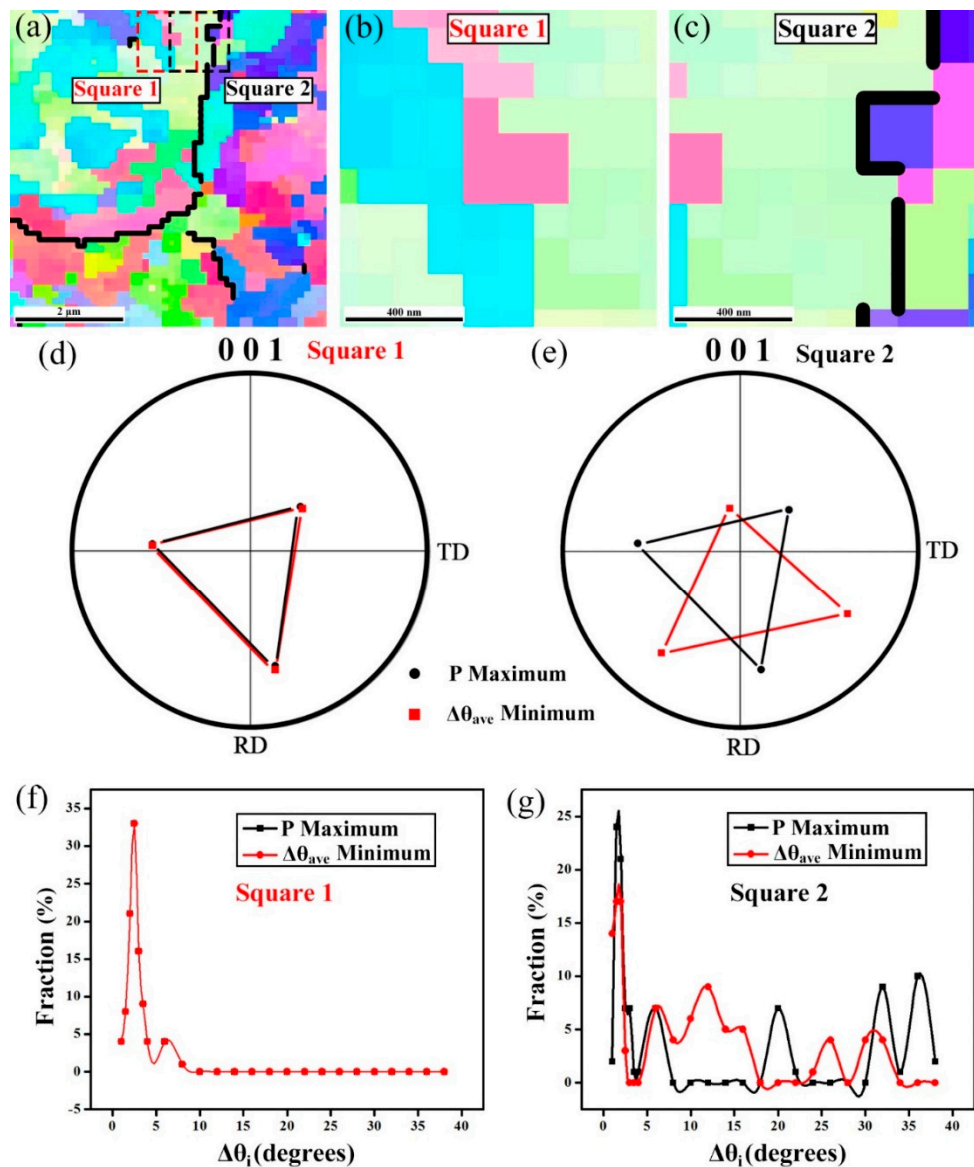 (a)
Square 1
Square 2
2 µm
(b)
Square 1
400 nm
(c)
Square 2
400 nm
(d)
0 0 1
Square 1
TD
RD
(e)
0 0 1
Square 2
TD
RD
P Maximum
Δθave Minimum
(f)
P Maximum
Δθave Minimum
Square 1
Fraction (%)
35
30
25
20
15
10
5
0
-5
0
5
10
15
20
25
30
35
40
Δθi (degrees)
(g)
P Maximum
Δθave Minimum
Square 2
Fraction (%)
25
20
15
10
5
0
0
5
10
15
20
25
30
35
40
Δθi (degrees)